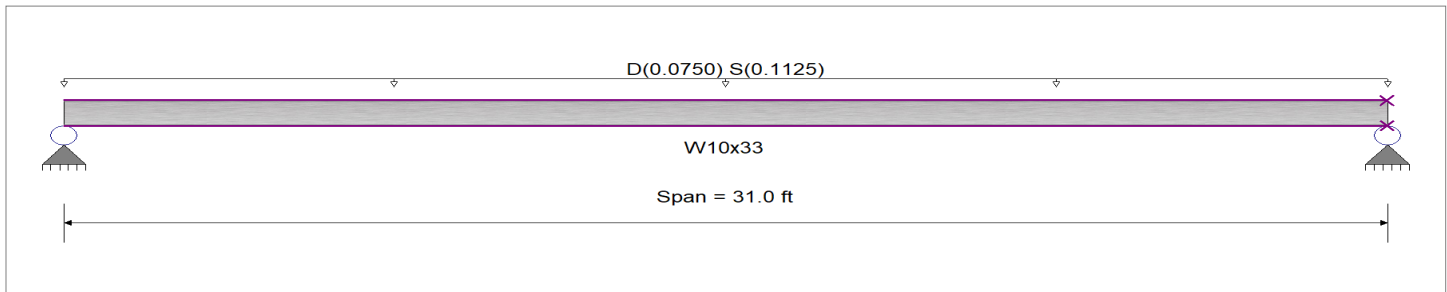 D(0.0750) S(0.1125)
W10x33
Span = 31.0 ft